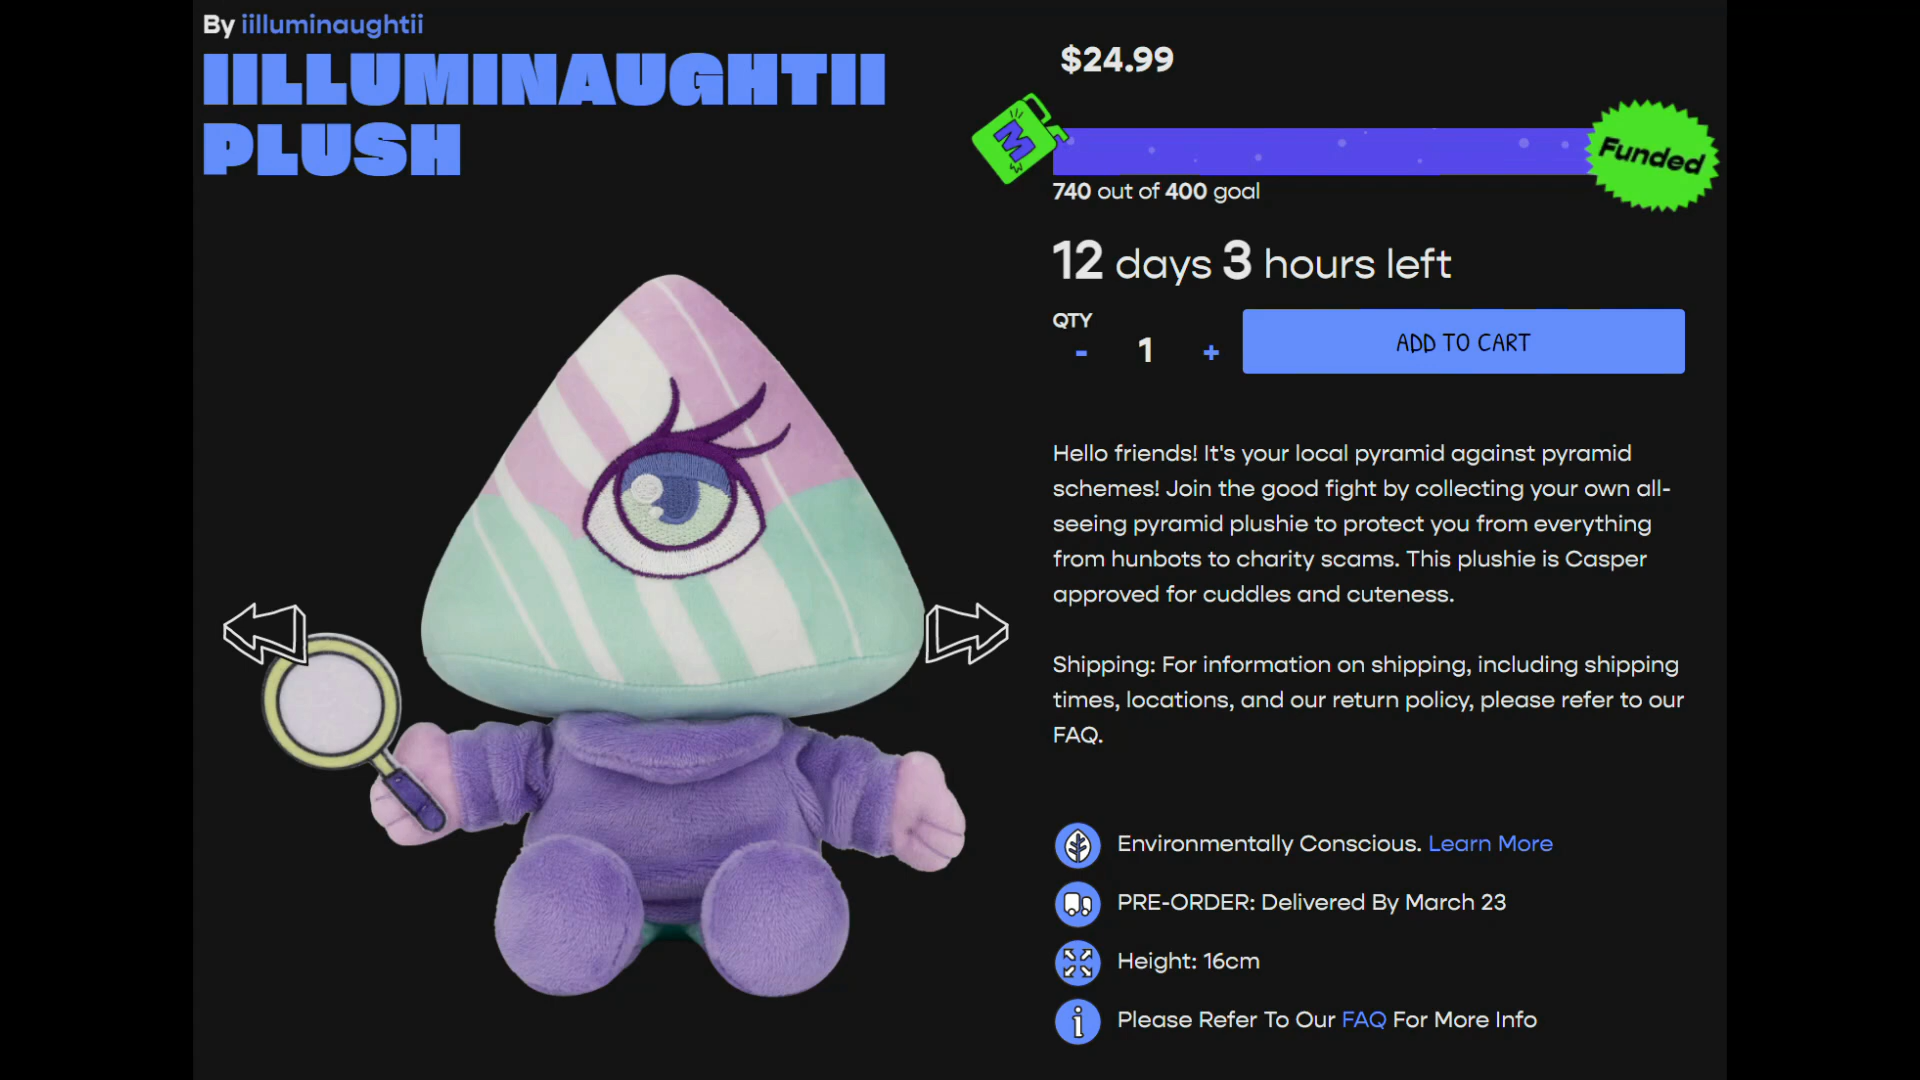 By iilluminaughtii
IILLUMINAUGHTII
PLUSH
$24.99
M
Funded
740 out of 400 goal
12 days 3 hours left
QTY
- 1 +
ADD TO CART
Hello friends! It's your local pyramid against pyramid
schemes! Join the good fight by collecting your own all-
seeing pyramid plushie to protect you from everything
from hunbots to charity scams. This plushie is Casper
approved for cuddles and cuteness.
Shipping: For information on shipping, including shipping
times, locations, and our return policy, please refer to our
FAQ.
Environmentally Conscious. Learn More
PRE-ORDER: Delivered By March 23
Height: 16cm
i Please Refer To Our FAQ For More Info